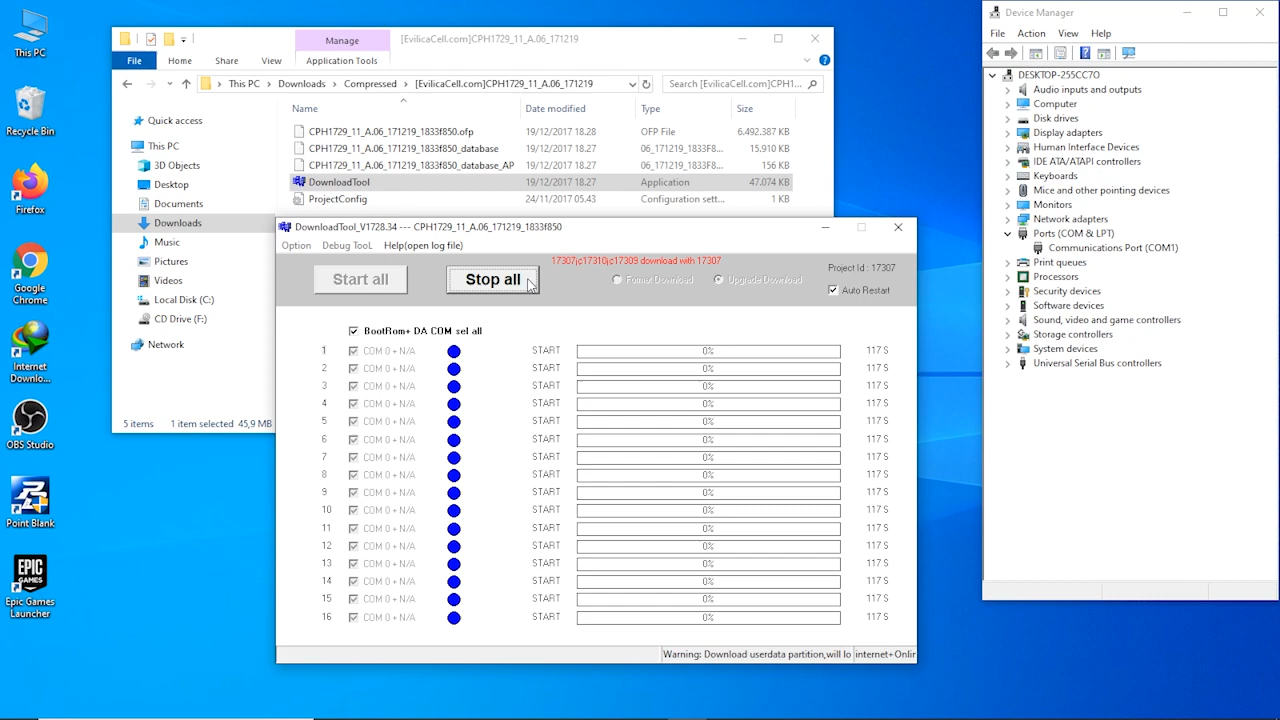 This PC
Recycle Bin
Firefox
Google
Chrome
Internet
Downlo...
OBS Studio
Point Blank
EPIC
GAMES
Epic Games
Launcher
Manage
[EvilicaCell.com]CPH1729_11_A.06_171219
File
Home
Share
View
Application Tools
This PC > Downloads > Compressed > [EvilicaCell.com]CPH1729_11_A.06_171219
Search [EvilicaCell.com]CPH1...
Name
Date modified
Type
Size
Quick access
This PC
3D Objects
Desktop
Documents
Downloads
Music
Pictures
Videos
Local Disk (C:)
CD Drive (F:)
Network
CPH1729_11_A.06_171219_1833f850.ofp 19/12/2017 18.28 OFP File 6.492.387 KB
CPH1729_11_A.06_171219_1833f850_database 19/12/2017 18.27 06_171219_1833F8... 15.910 KB
CPH1729_11_A.06_171219_1833f850_database_AP 19/12/2017 18.27 06_171219_1833F8... 156 KB
DownloadTool 19/12/2017 18.27 Application 47.074 KB
ProjectConfig 24/11/2017 05.43 Configuration sett... 1 KB
5 items 1 item selected 45,9 MB
DownloadTool_V1728.34 --- CPH1729_11_A.06_171219_1833f850
Option Debug TooL Help(open log file)
17307jc17310jc17309 download with 17307
Start all
Stop all
Former Download
Upgrade Download
Project Id : 17307
Auto Restart
BootRom+ DA COM sel all
1 COM 0 + N/A START 0% 117 S
2 COM 0 + N/A START 0% 117 S
3 COM 0 + N/A START 0% 117 S
4 COM 0 + N/A START 0% 117 S
5 COM 0 + N/A START 0% 117 S
6 COM 0 + N/A START 0% 117 S
7 COM 0 + N/A START 0% 117 S
8 COM 0 + N/A START 0% 117 S
9 COM 0 + N/A START 0% 117 S
10 COM 0 + N/A START 0% 117 S
11 COM 0 + N/A START 0% 117 S
12 COM 0 + N/A START 0% 117 S
13 COM 0 + N/A START 0% 117 S
14 COM 0 + N/A START 0% 117 S
15 COM 0 + N/A START 0% 117 S
16 COM 0 + N/A START 0% 117 S
Warning: Download userdata partition,will lo
internet+Onlir
Device Manager
File Action View Help
DESKTOP-255CC7O
Audio inputs and outputs
Computer
Disk drives
Display adapters
Human Interface Devices
IDE ATA/ATAPI controllers
Keyboards
Mice and other pointing devices
Monitors
Network adapters
Ports (COM & LPT)
Communications Port (COM1)
Print queues
Processors
Security devices
Software devices
Sound, video and game controllers
Storage controllers
System devices
Universal Serial Bus controllers